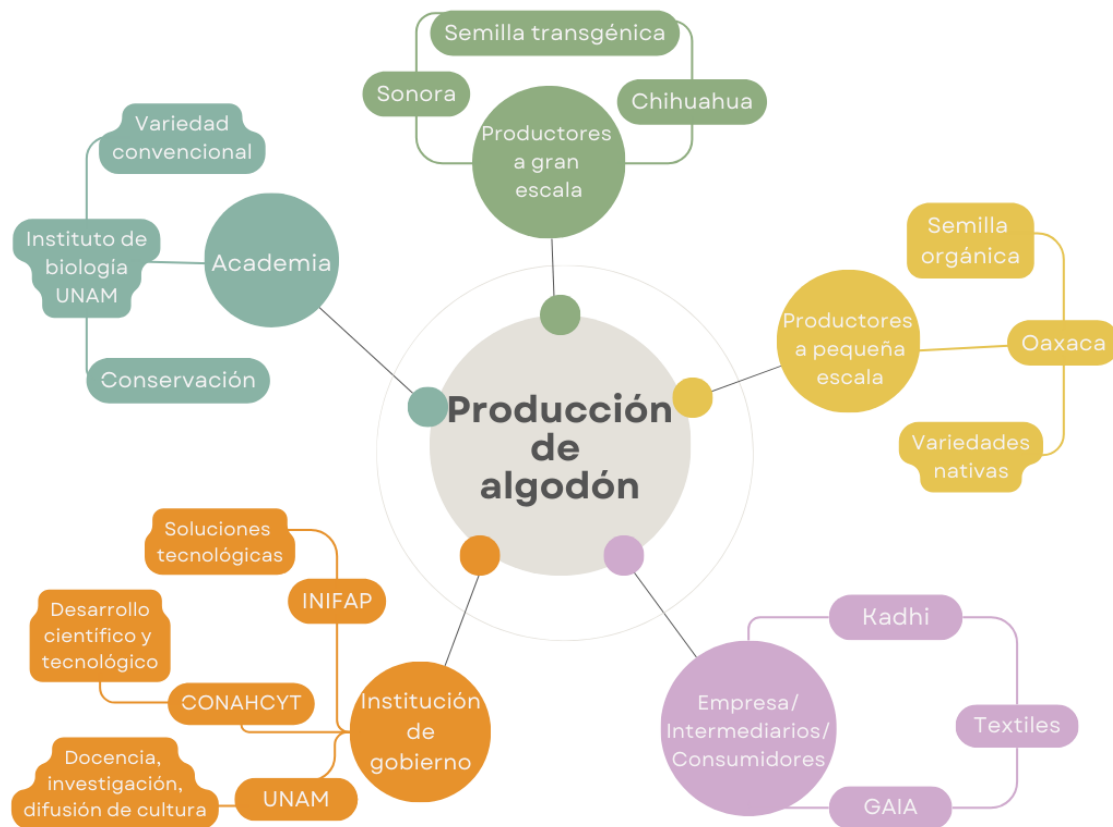 Semilla transgénica
Sonora
Chihuahua
Productores
a gran
escala
Variedad
convencional
Instituto de
biología
UNAM
Academia
Conservación
Semilla
orgánica
Productores
a pequeña
escala
Oaxaca
Variedades
nativas
Producción
de
algodón
Soluciones
tecnológicas
INIFAP
Desarrollo
científico y
tecnológico
CONAHCYT
Institución
de
gobierno
Docencia,
investigación,
difusión de cultura
UNAM
Kadhi
Empresa/
Intermediarios/
Consumidores
Textiles
GAIA